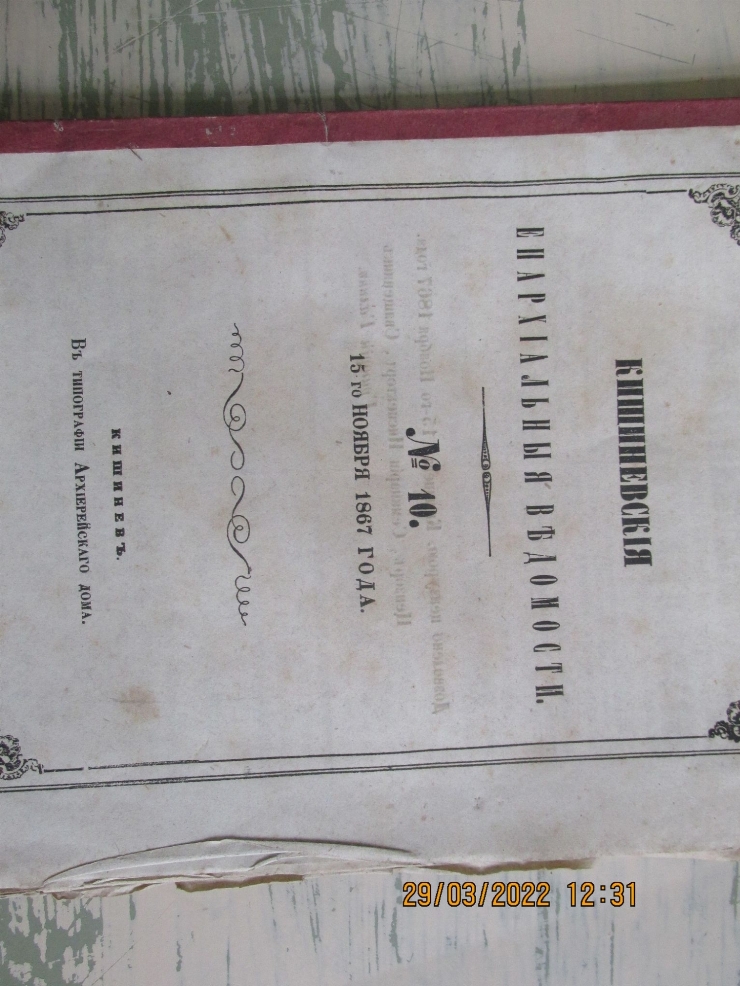 КИШИНЕВСКІЯ
ЕПАРХІАЛЬНЫЯ ВѢДОМОСТИ.
№ 10.
15-го НОЯБРЯ 1867 ГОДА.
КИШИНЕВЪ.
Въ типографіи Архіерейскаго дома.
29/03/2022 12:31